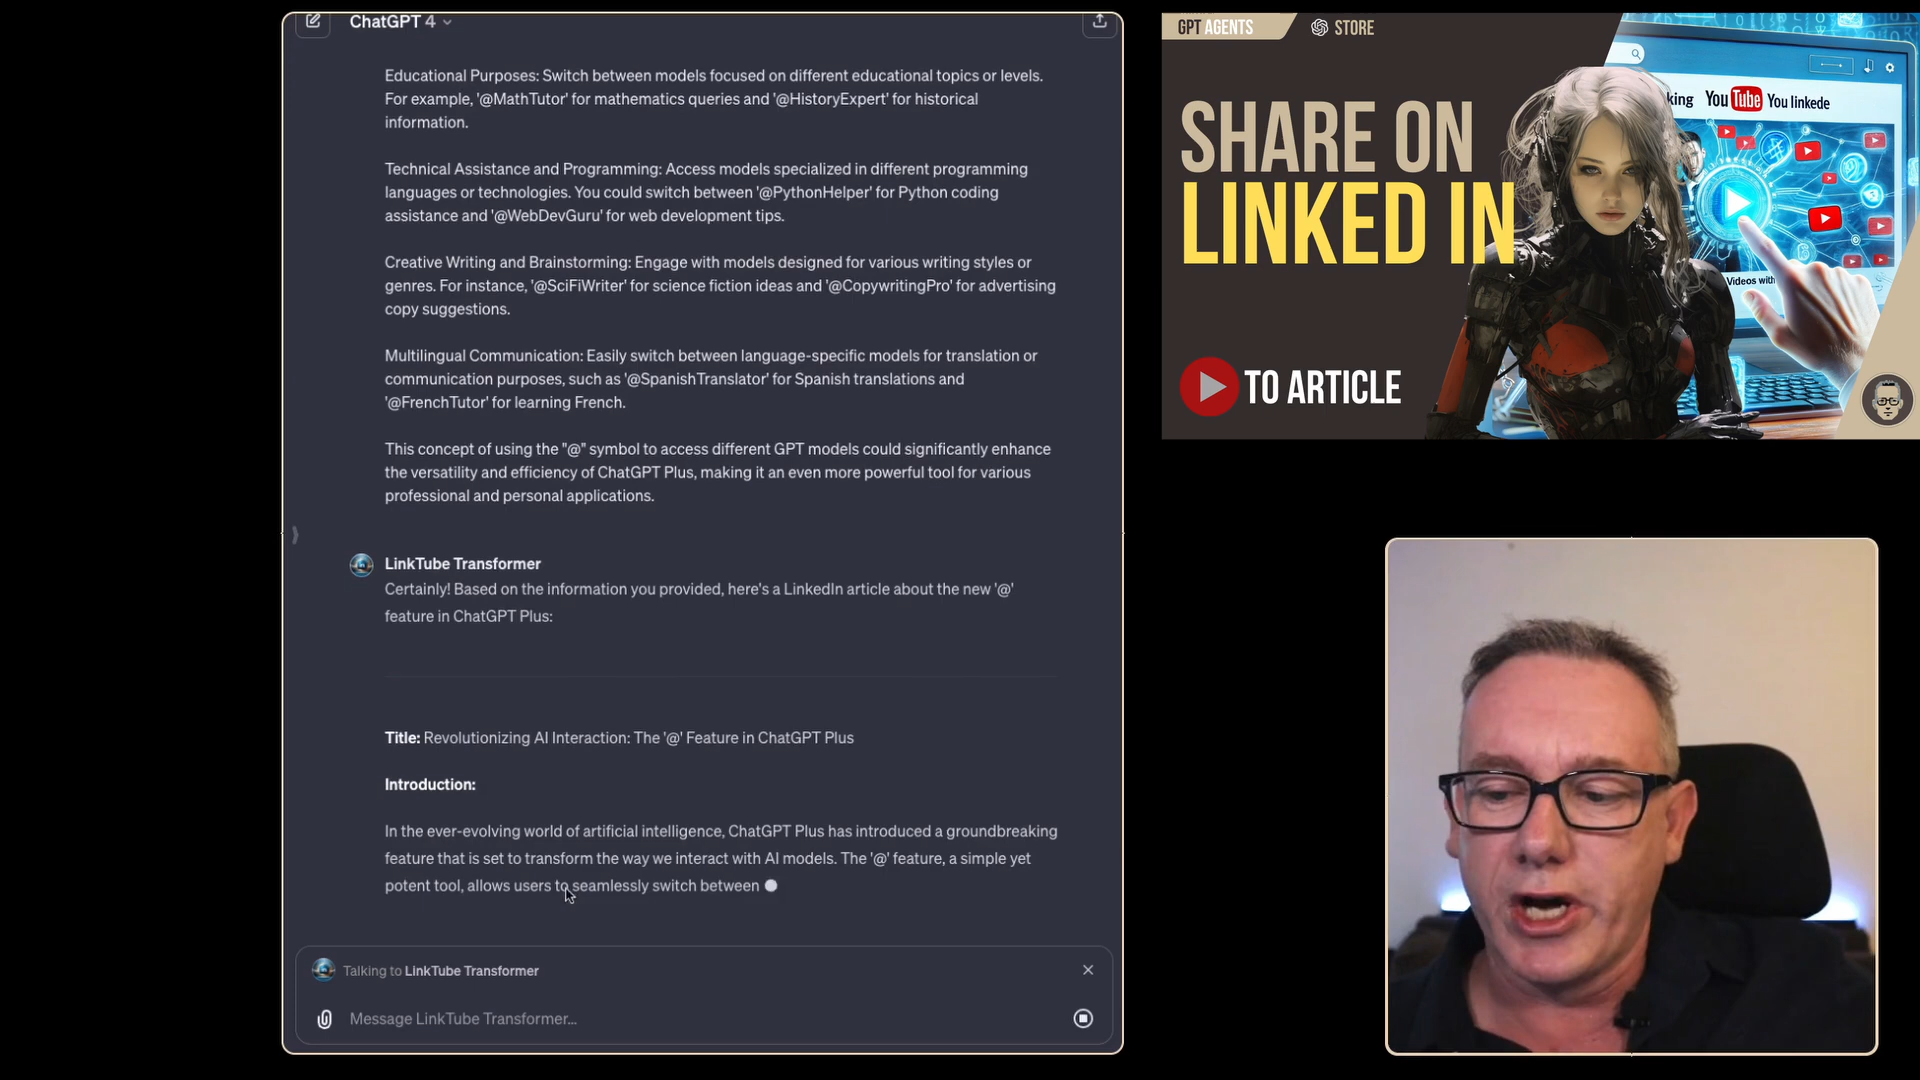 ChatGPT 4
Educational Purposes: Switch between models focused on different educational topics or levels.
For example, '@MathTutor' for mathematics queries and '@HistoryExpert' for historical
information.
Technical Assistance and Programming: Access models specialized in different programming
languages or technologies. You could switch between '@PythonHelper' for Python coding
assistance and '@WebDevGuru' for web development tips.
Creative Writing and Brainstorming: Engage with models designed for various writing styles or
genres. For instance, '@SciFiWriter' for science fiction ideas and '@CopywritingPro' for advertising
copy suggestions.
Multilingual Communication: Easily switch between language-specific models for translation or
communication purposes, such as '@SpanishTranslator' for Spanish translations and
'@FrenchTutor' for learning French.
This concept of using the "@" symbol to access different GPT models could significantly enhance
the versatility and efficiency of ChatGPT Plus, making it an even more powerful tool for various
professional and personal applications.
LinkTube Transformer
Certainly! Based on the information you provided, here's a LinkedIn article about the new '@'
feature in ChatGPT Plus:
Title: Revolutionizing AI Interaction: The '@' Feature in ChatGPT Plus
Introduction:
In the ever-evolving world of artificial intelligence, ChatGPT Plus has introduced a groundbreaking
feature that is set to transform the way we interact with AI models. The '@' feature, a simple yet
potent tool, allows users to seamlessly switch between
Talking to LinkTube Transformer
Message LinkTube Transformer...
GPT AGENTS
STORE
SHARE ON
LINKED IN
TO ARTICLE
king YouTube You linkede
Videos with